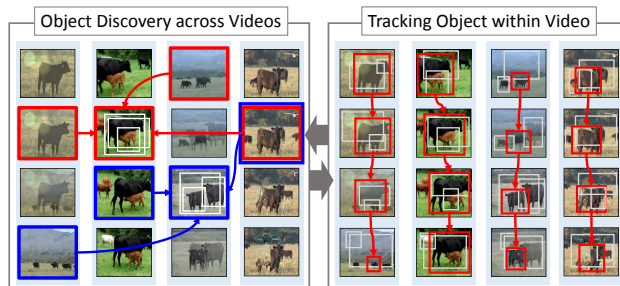 Object Discovery across Videos
Tracking Object within Video